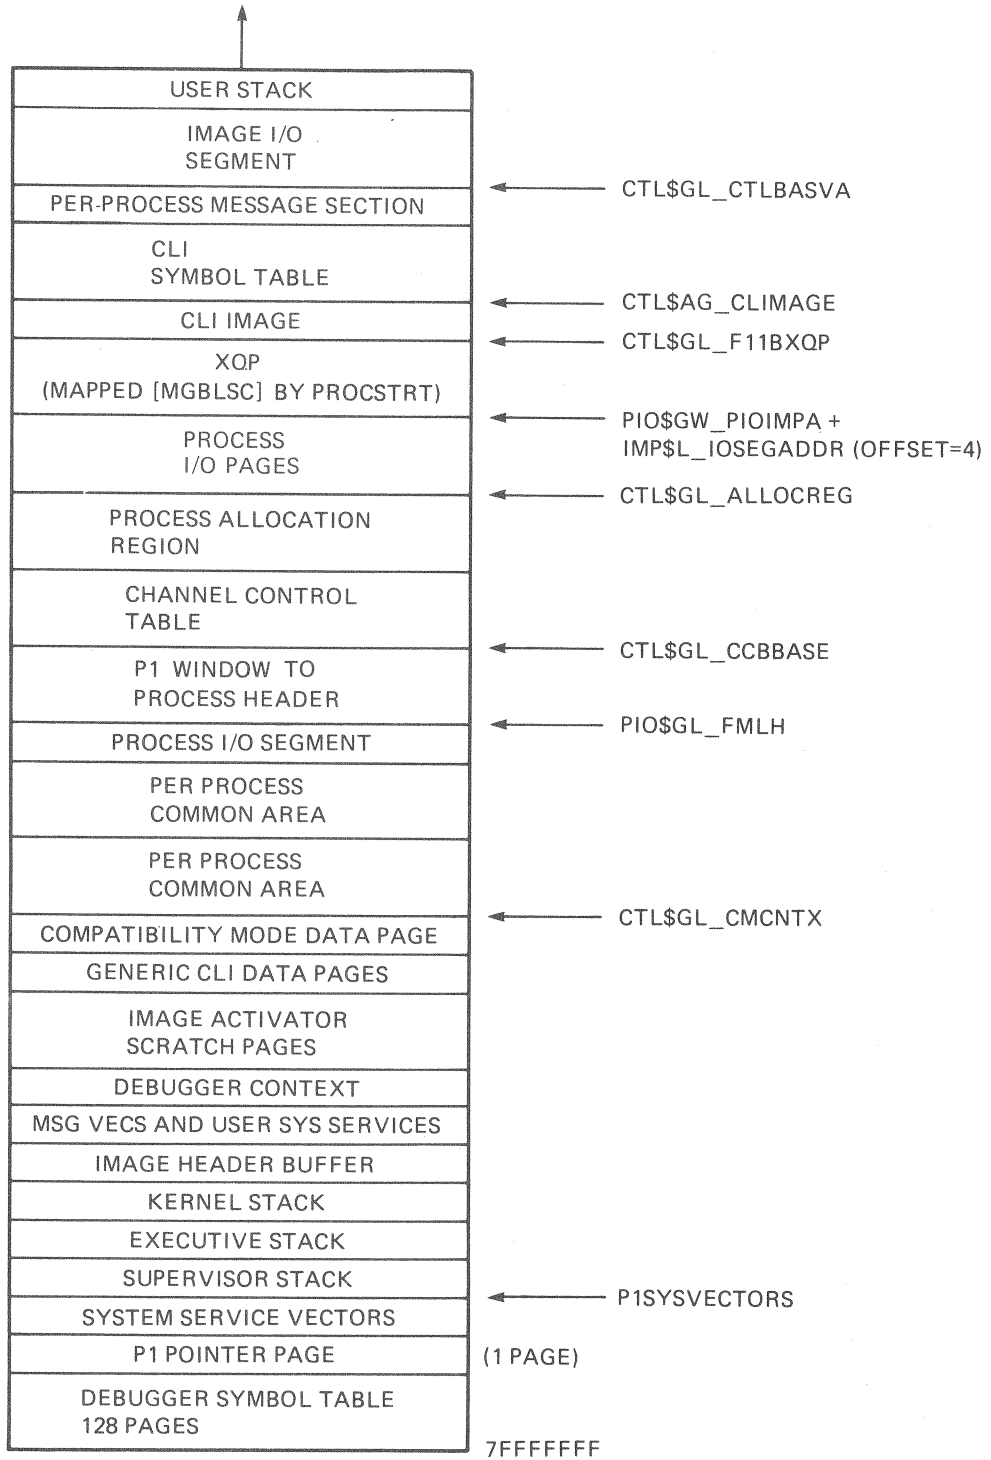 USER STACK
IMAGE I/O
SEGMENT
CTL$GL_CTLBASVA
PER-PROCESS MESSAGE SECTION
CLI
SYMBOL TABLE
CTL$AG_CLIMAGE
CLI IMAGE
CTL$GL_F11BXQP
XQP
(MAPPED [MGBLSC] BY PROCSTRT)
PIO$GW_PIOIMPA +
IMP$L_IOSEGADDR (OFFSET=4)
PROCESS
I/O PAGES
CTL$GL_ALLOCREG
PROCESS ALLOCATION
REGION
CHANNEL CONTROL
TABLE
CTL$GL_CCBBASE
P1 WINDOW TO
PROCESS HEADER
PIO$GL_FMLH
PROCESS I/O SEGMENT
PER PROCESS
COMMON AREA
PER PROCESS
COMMON AREA
CTL$GL_CMCNTX
COMPATIBILITY MODE DATA PAGE
GENERIC CLI DATA PAGES
IMAGE ACTIVATOR
SCRATCH PAGES
DEBUGGER CONTEXT
MSG VECS AND USER SYS SERVICES
IMAGE HEADER BUFFER
KERNEL STACK
EXECUTIVE STACK
SUPERVISOR STACK
P1SYSVECTORS
SYSTEM SERVICE VECTORS
P1 POINTER PAGE (1 PAGE)
DEBUGGER SYMBOL TABLE
128 PAGES
7FFFFFFF